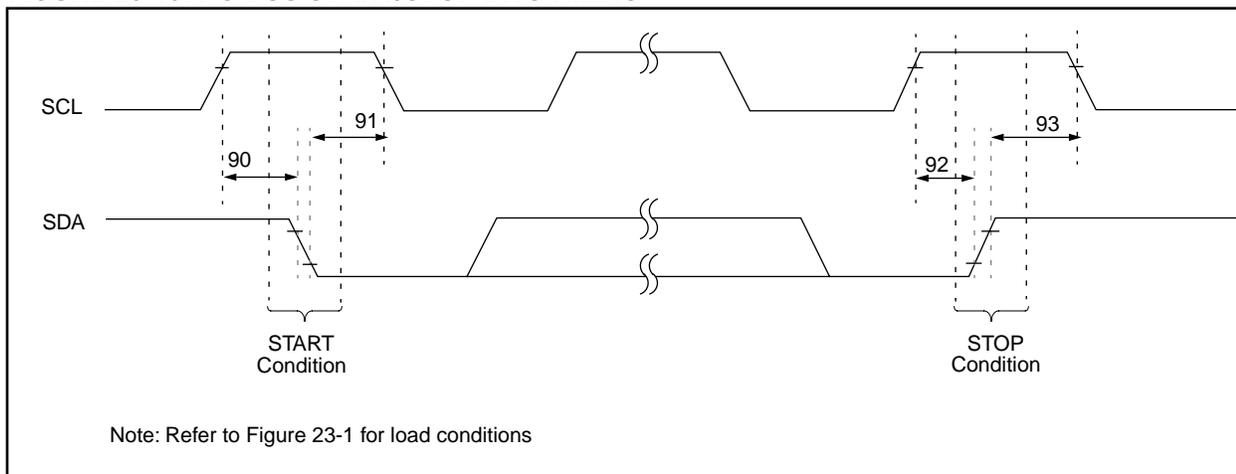 SCL
91
93
90
92
SDA
START
Condition
STOP
Condition
Note: Refer to Figure 23-1 for load conditions